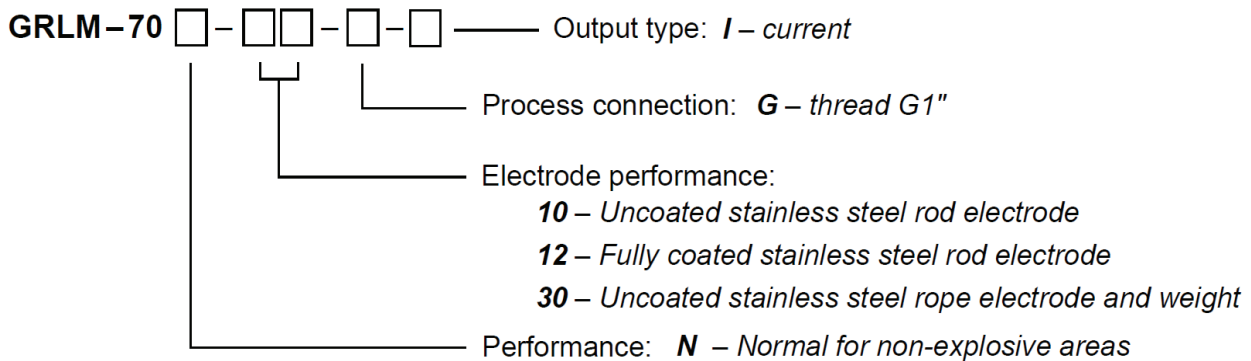 GRLM–70 □ – □□ – □ – □ Output type: I – current
Process connection: G – thread G1"
Electrode performance:
10 – Uncoated stainless steel rod electrode
12 – Fully coated stainless steel rod electrode
30 – Uncoated stainless steel rope electrode and weight
Performance: N – Normal for non-explosive areas